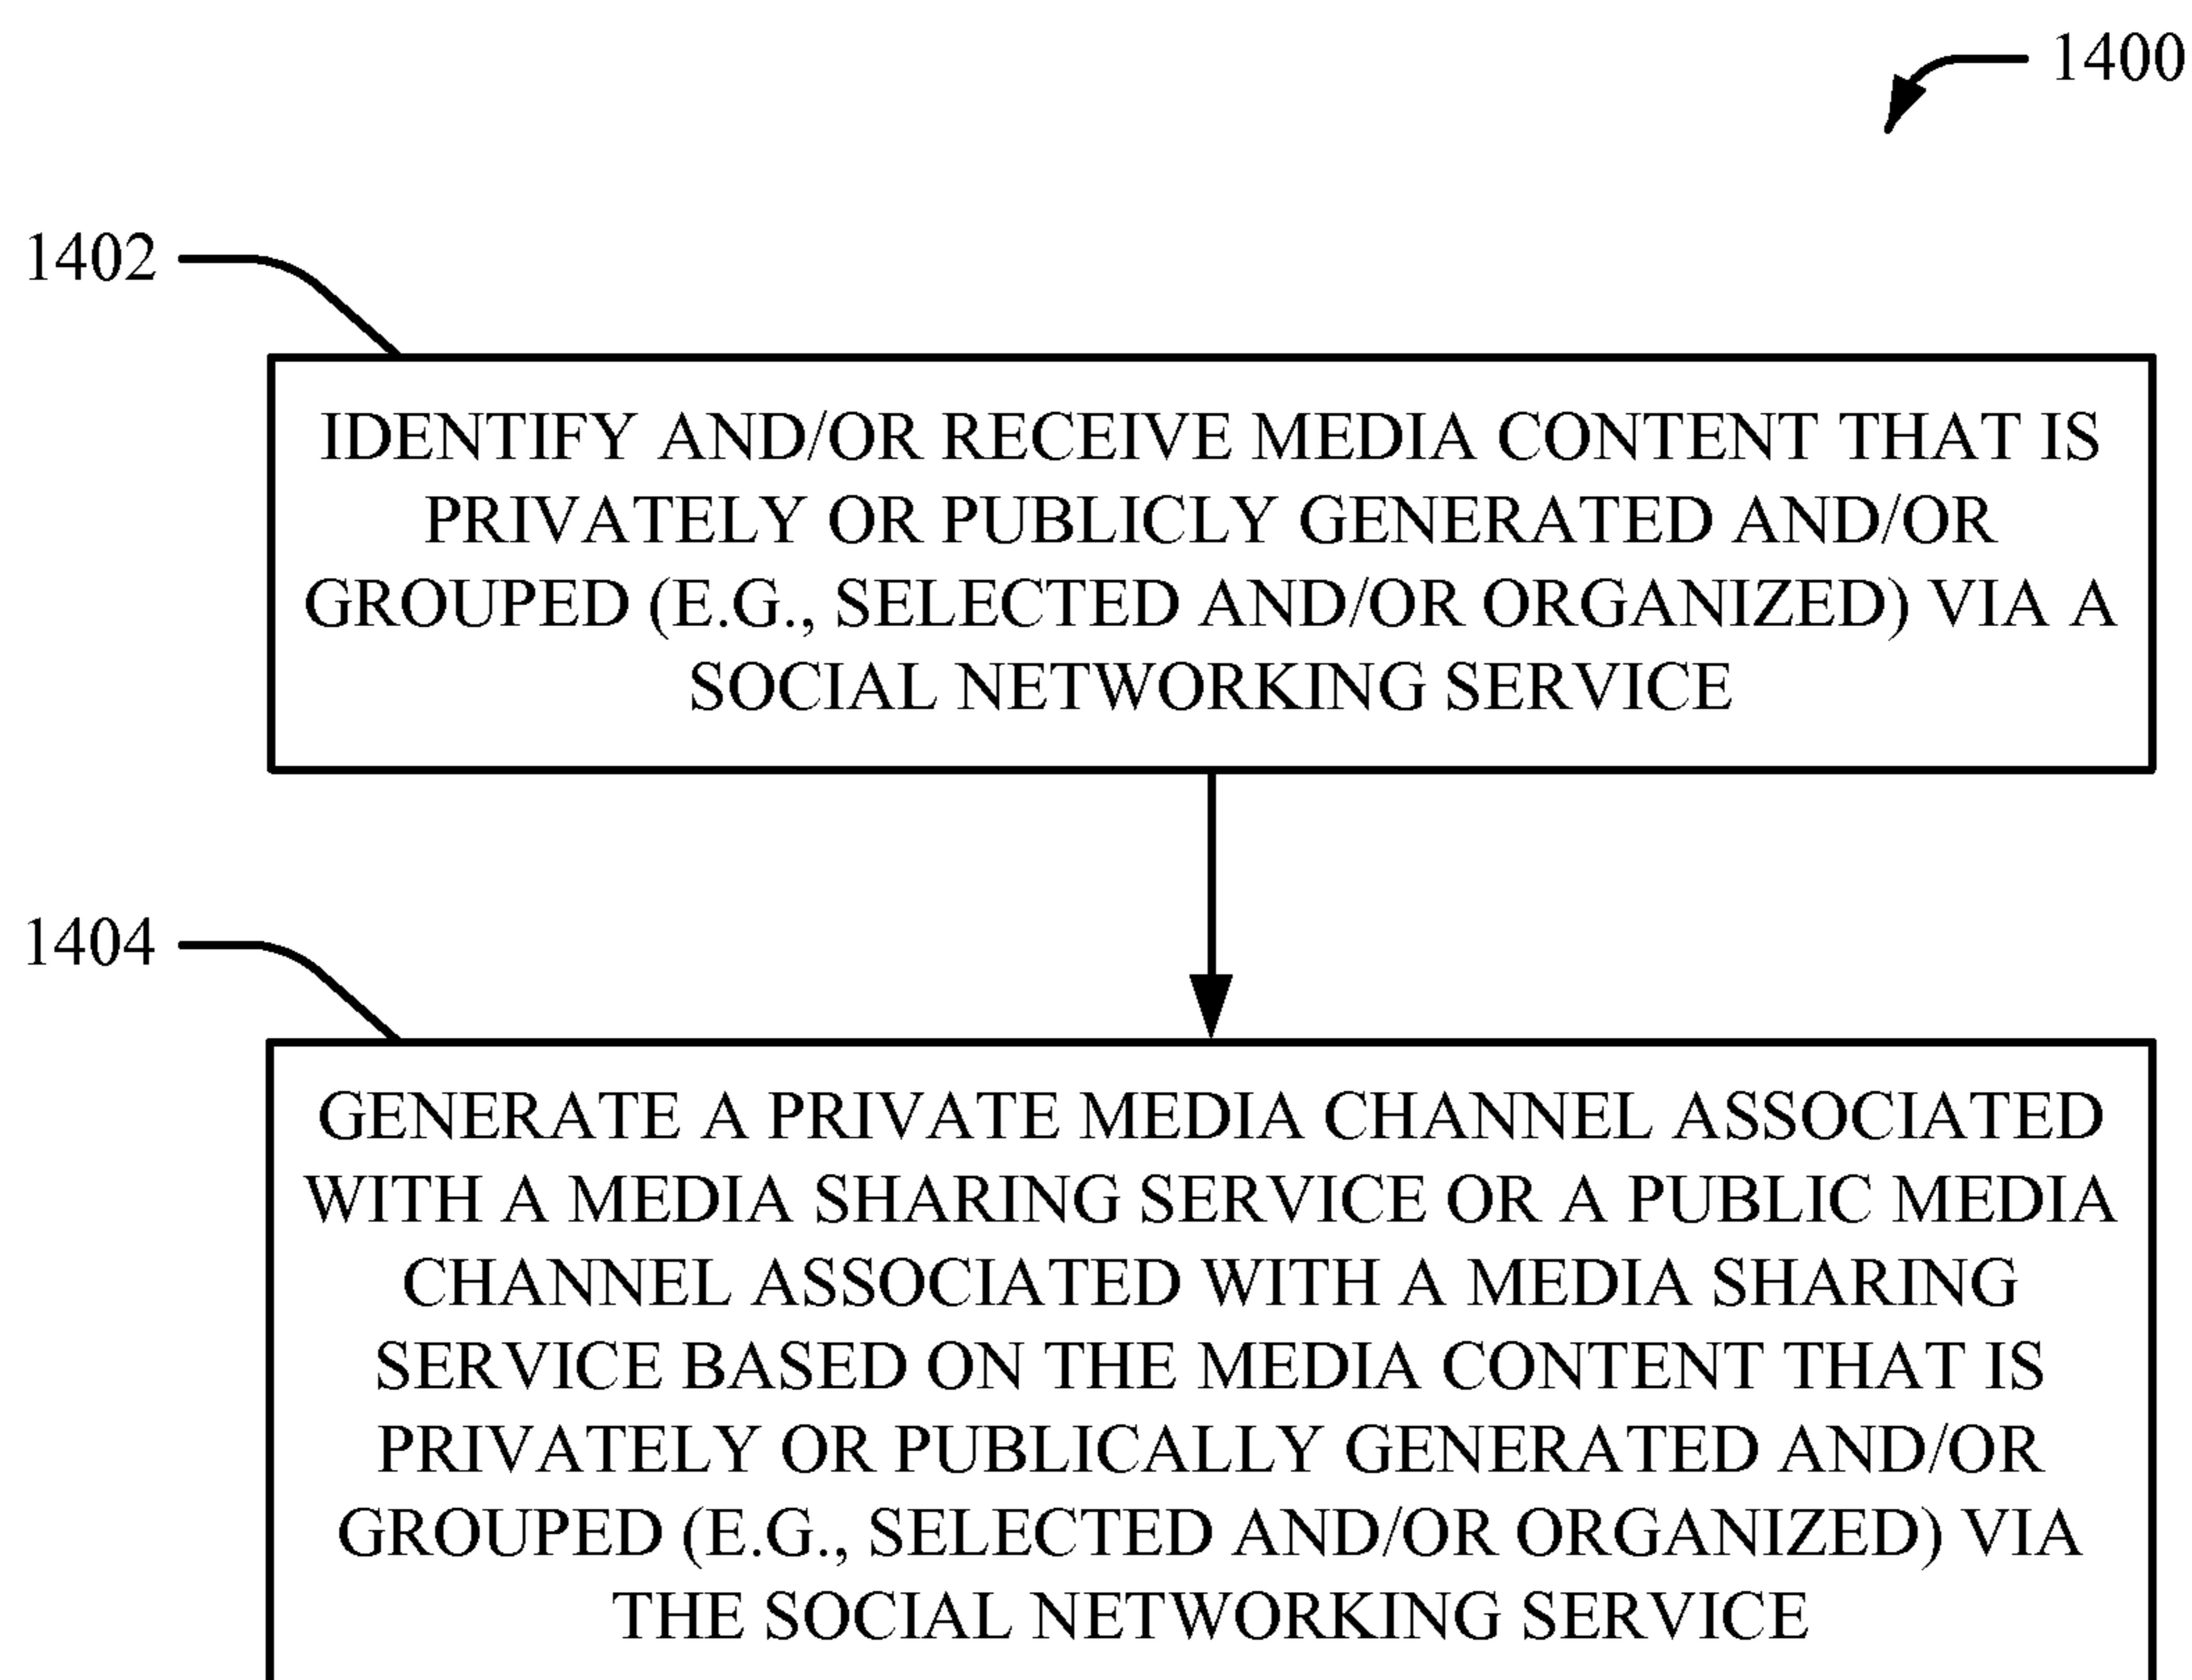 1400
1402
IDENTIFY AND/OR RECEIVE MEDIA CONTENT THAT IS
PRIVATELY OR PUBLICLY GENERATED AND/OR
GROUPED (E.G., SELECTED AND/OR ORGANIZED) VIA A
SOCIAL NETWORKING SERVICE
1404
GENERATE A PRIVATE MEDIA CHANNEL ASSOCIATED
WITH A MEDIA SHARING SERVICE OR A PUBLIC MEDIA
CHANNEL ASSOCIATED WITH A MEDIA SHARING
SERVICE BASED ON THE MEDIA CONTENT THAT IS
PRIVATELY OR PUBLICALLY GENERATED AND/OR
GROUPED (E.G., SELECTED AND/OR ORGANIZED) VIA
THE SOCIAL NETWORKING SERVICE